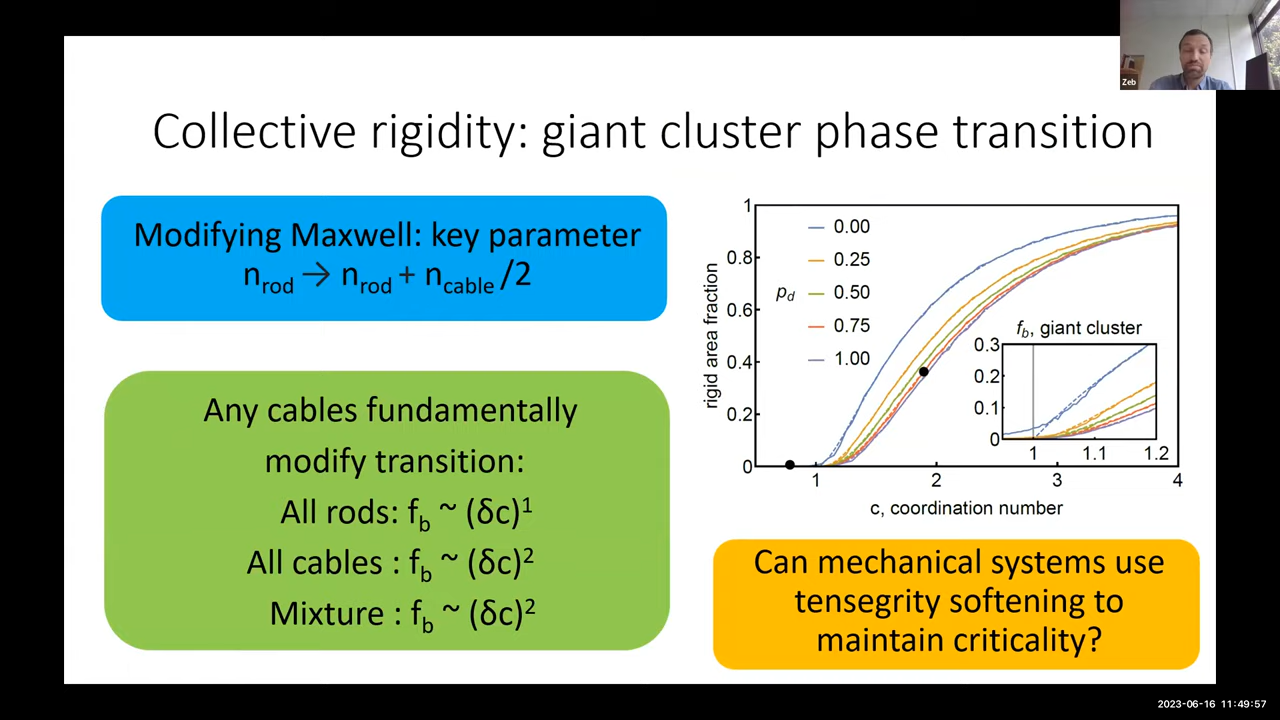 Zeb
Collective rigidity: giant cluster phase transition
Modifying Maxwell: key parameter
n_rod → n_rod + n_cable /2
Any cables fundamentally
modify transition:
All rods: f_b ~ (δc)^1
All cables : f_b ~ (δc)^2
Mixture : f_b ~ (δc)^2
rigid area fraction
1
0.8
0.6
0.4
0.2
0
p_d
0.00
0.25
0.50
0.75
1.00
f_b, giant cluster
0.3
0.2
0.1
0
1 1.1 1.2
1 2 3 4
c, coordination number
Can mechanical systems use
tensegrity softening to
maintain criticality?
2023-06-16 11:49:57